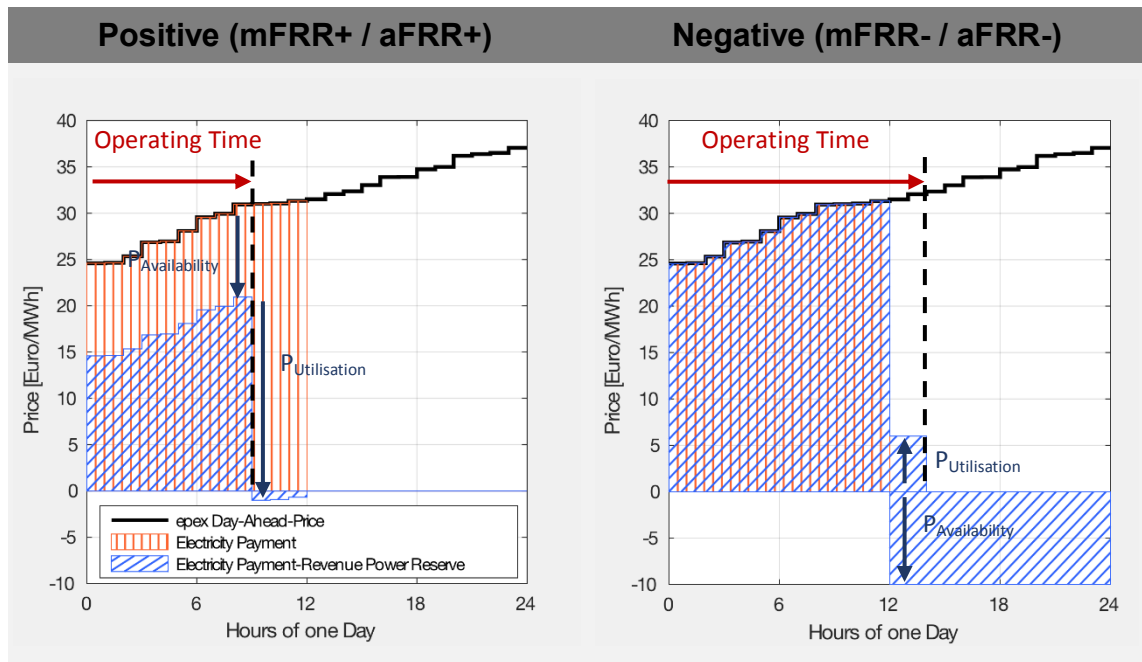 Positive (mFRR+ / aFRR+)
Negative (mFRR- / aFRR-)
40
35
30
25
20
15
10
5
0
-5
-10
Price [Euro/MWh]
Operating Time
PAvailability
PUtilisation
epex Day-Ahead-Price
Electricity Payment
Electricity Payment-Revenue Power Reserve
0 6 12 18 24
Hours of one Day
40
35
30
25
20
15
10
5
0
-5
-10
Price [Euro/MWh]
Operating Time
PUtilisation
PAvailability
0 6 12 18 24
Hours of one Day